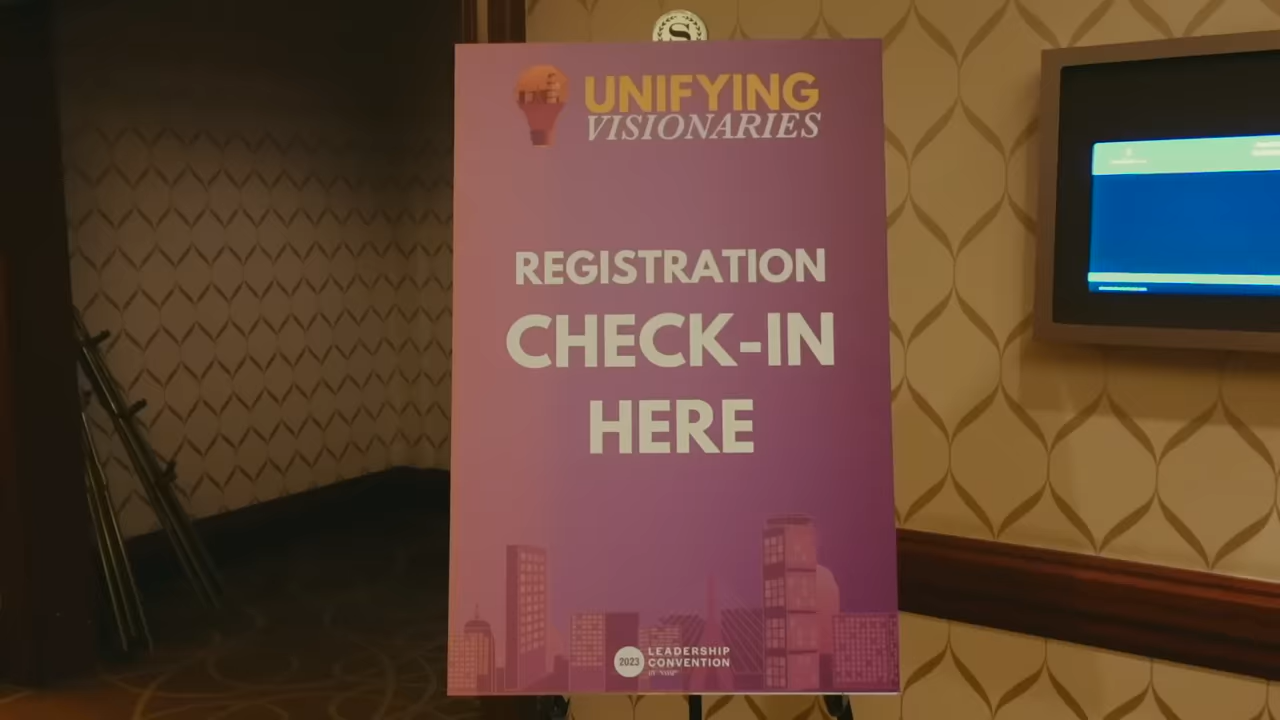 S
UNIFYING
VISIONARIES
REGISTRATION
CHECK-IN
HERE
2023
LEADERSHIP
CONVENTION